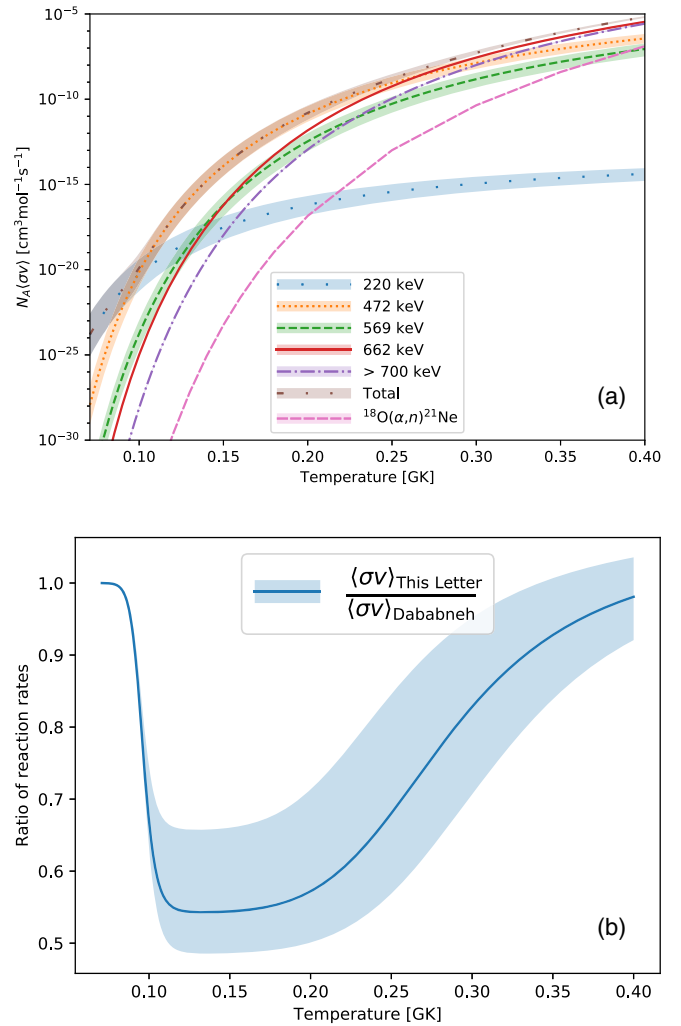 10⁻⁵
10⁻¹⁰
10⁻¹⁵
10⁻²⁰
10⁻²⁵
10⁻³⁰
N_A⟨σv⟩ [cm³mol⁻¹s⁻¹]
220 keV
472 keV
569 keV
662 keV
> 700 keV
Total
¹⁸O(α,n)²¹Ne
(a)
0.10 0.15 0.20 0.25 0.30 0.35 0.40
Temperature [GK]
1.0
0.9
0.8
0.7
0.6
0.5
Ratio of reaction rates
⟨σv⟩This Letter
⟨σv⟩Dababneh
(b)
0.10 0.15 0.20 0.25 0.30 0.35 0.40
Temperature [GK]